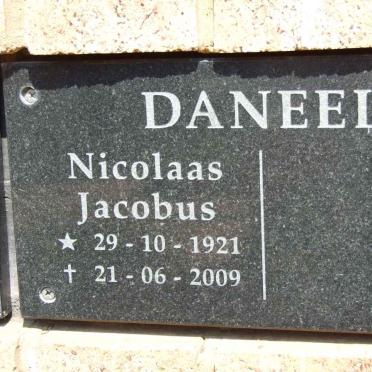 DANEEL
Nicolaas
Jacobus
★ 29 - 10 - 1921
† 21 - 06 - 2009